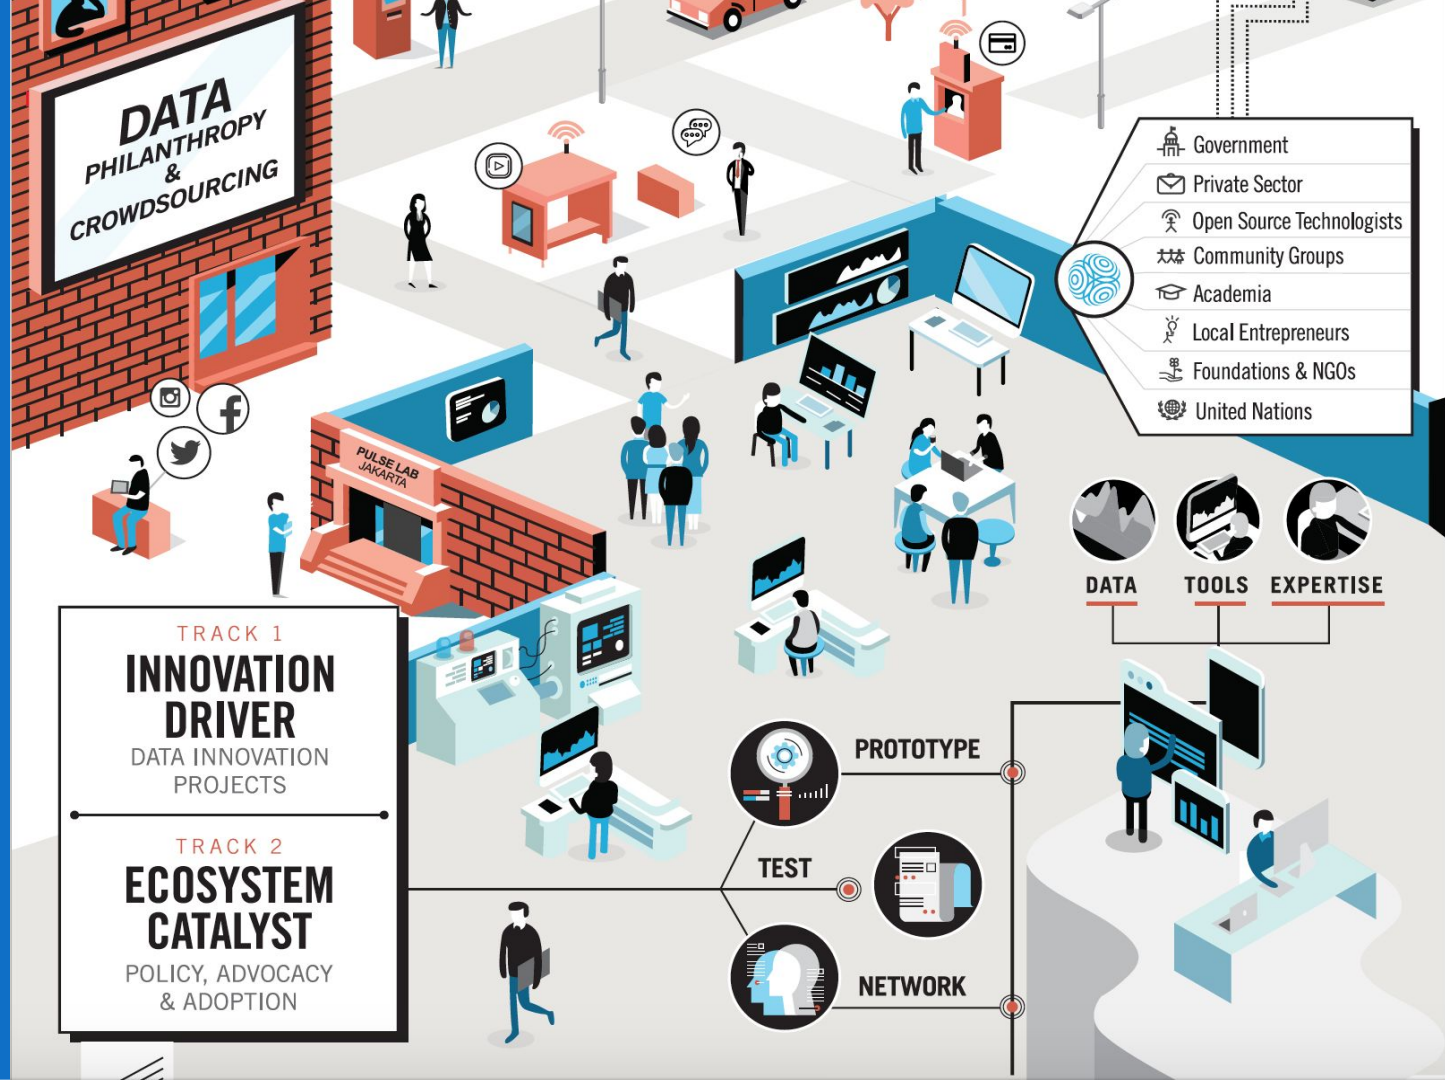 DATA
PHILANTHROPY
&
CROWDSOURCING
Government
Private Sector
Open Source Technologists
Community Groups
Academia
Local Entrepreneurs
Foundations & NGOs
United Nations
PULSE LAB
JAKARTA
DATA
TOOLS
EXPERTISE
TRACK 1
INNOVATION
DRIVER
DATA INNOVATION
PROJECTS
TRACK 2
ECOSYSTEM
CATALYST
POLICY, ADVOCACY
& ADOPTION
PROTOTYPE
TEST
NETWORK